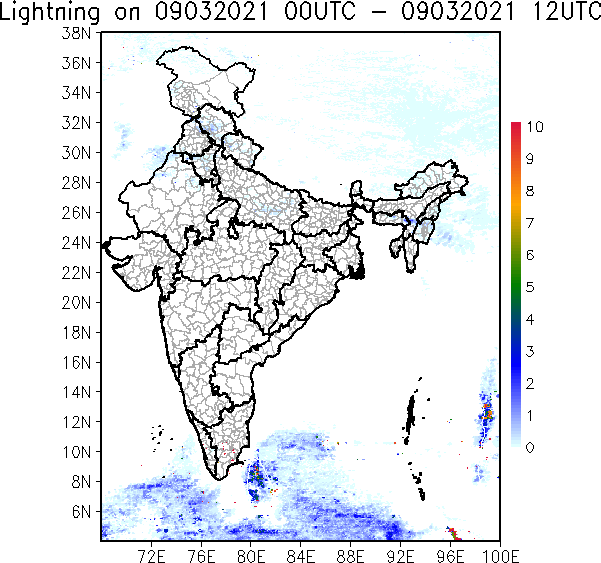 Lightning on 09032021 00UTC – 09032021 12UTC
38N
36N
34N
32N
30N
28N
26N
24N
22N
20N
18N
16N
14N
12N
10N
8N
6N
72E 76E 80E 84E 88E 92E 96E 100E
10
9
8
7
6
5
4
3
2
1
0